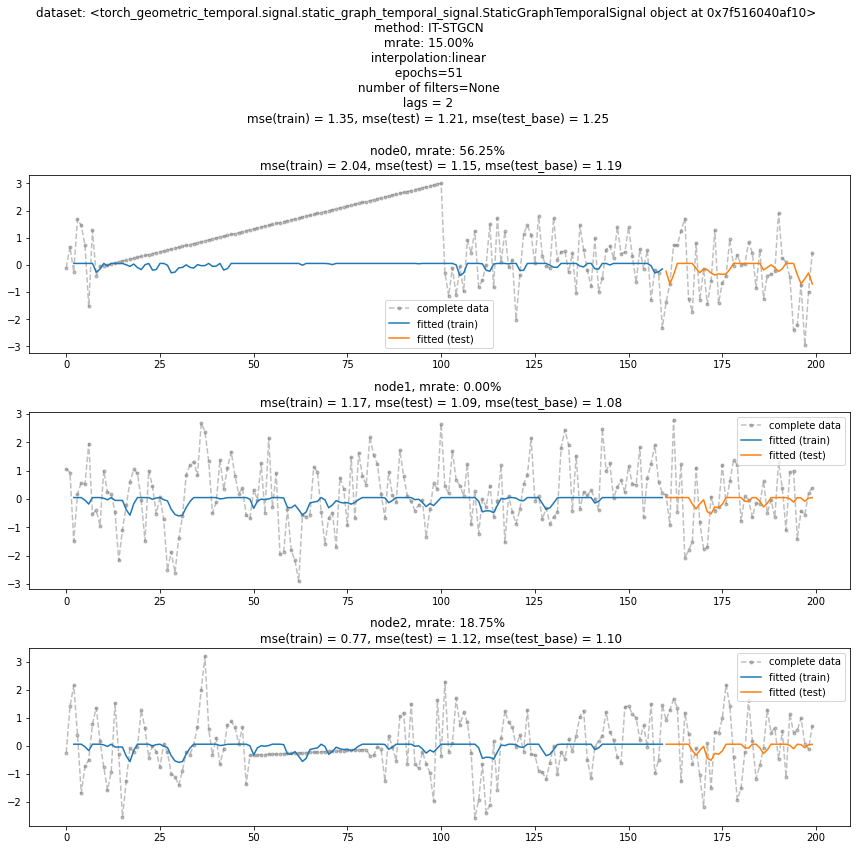 dataset: <torch_geometric_temporal.signal.static_graph_temporal_signal.StaticGraphTemporalSignal object at 0x7f516040af10>
method: IT-STGCN
mrate: 15.00%
interpolation:linear
epochs=51
number of filters=None
lags = 2
mse(train) = 1.35, mse(test) = 1.21, mse(test_base) = 1.25
node0, mrate: 56.25%
mse(train) = 2.04, mse(test) = 1.15, mse(test_base) = 1.19
3
2
1
0
−1
−2
−3
complete data
fitted (train)
fitted (test)
0 25 50 75 100 125 150 175 200
node1, mrate: 0.00%
mse(train) = 1.17, mse(test) = 1.09, mse(test_base) = 1.08
3
2
1
0
−1
−2
−3
complete data
fitted (train)
fitted (test)
0 25 50 75 100 125 150 175 200
node2, mrate: 18.75%
mse(train) = 0.77, mse(test) = 1.12, mse(test_base) = 1.10
3
2
1
0
−1
−2
complete data
fitted (train)
fitted (test)
0 25 50 75 100 125 150 175 200